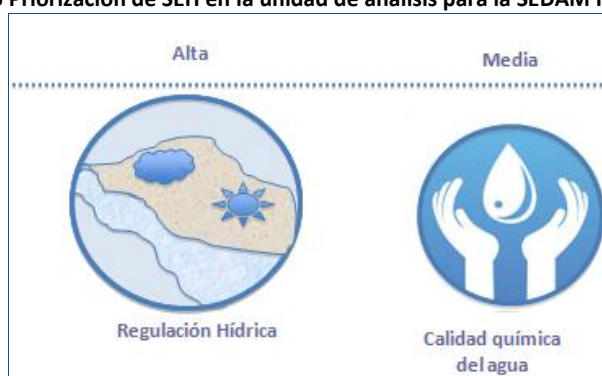 Priorización de SEH en la unidad de análisis para la SEDAM
Alta
Media
Regulación Hídrica
Calidad química
del agua